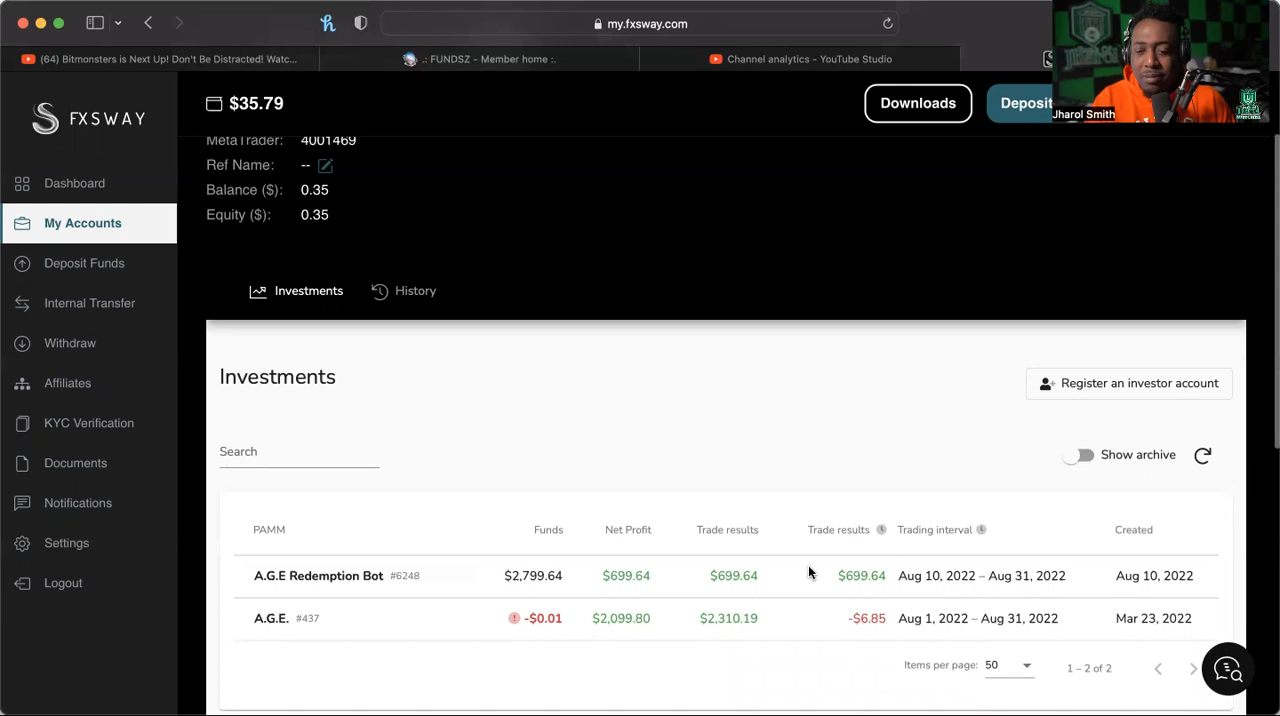 my.fxsway.com
(64) Bitmonsters is Next Up! Don't Be Distracted! Watc...
.: FUNDSZ - Member home :.
Channel analytics - YouTube Studio
FXSWAY
$35.79
Downloads
Deposit
Jharol Smith
MetaTrader: 4001469
Ref Name: --
Balance ($): 0.35
Equity ($): 0.35
Dashboard
My Accounts
Deposit Funds
Internal Transfer
Withdraw
Affiliates
KYC Verification
Documents
Notifications
Settings
Logout
Investments
History
Investments
Register an investor account
Search
Show archive
PAMM Funds Net Profit Trade results Trade results Trading interval Created
A.G.E Redemption Bot #6248 $2,799.64 $699.64 $699.64 $699.64 Aug 10, 2022 – Aug 31, 2022 Aug 10, 2022
A.G.E. #437 -$0.01 $2,099.80 $2,310.19 -$6.85 Aug 1, 2022 – Aug 31, 2022 Mar 23, 2022
Items per page: 50 1 – 2 of 2